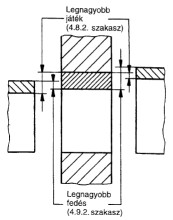 Legnagyobb
játék
(4.8.2. szakasz)
Legnagyobb
fedés
(4.9.2. szakasz)